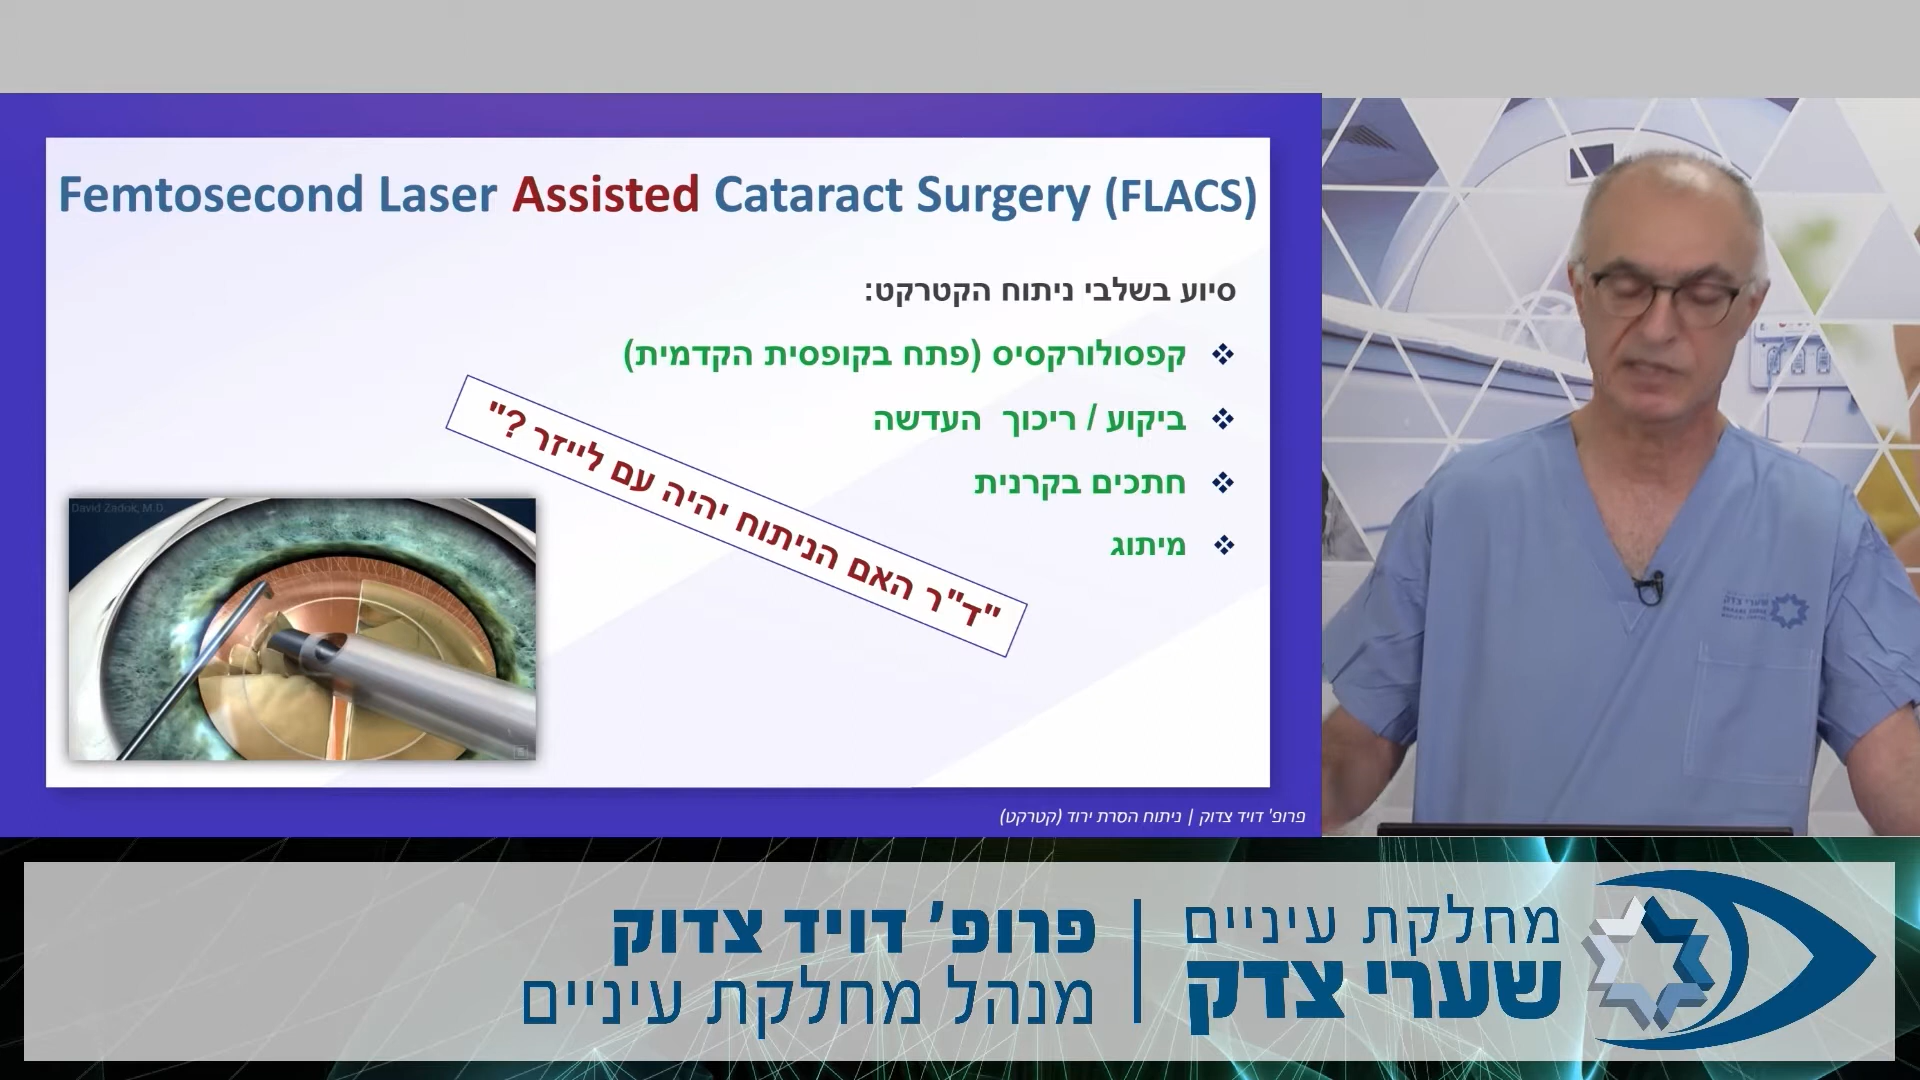 Femtosecond Laser Assisted Cataract Surgery (FLACS)
סיוע בשלבי ניתוח הקטרקט:
❖ קפסולורקסיס (פתח בקופסית הקדמית)
❖ ביקוע / ריכוך העדשה
❖ חתכים בקרנית
❖ מיתוג
"ד"ר האם הניתוח יהיה עם לייזר ?"
David Zadok, M.D.
פרופ' דויד צדוק | ניתוח הסרת ירוד (קטרקט)
שערי צדק
מחלקת עיניים
שערי צדק
פרופ' דויד צדוק
מנהל מחלקת עיניים